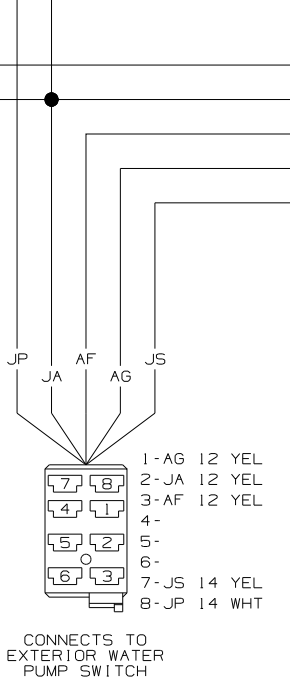 JP AF JS
JA AG
1-AG 12 YEL
2-JA 12 YEL
3-AF 12 YEL
4-
5-
6-
7-JS 14 YEL
8-JP 14 WHT
7 8
4 1
5 2
6 3
CONNECTS TO
EXTERIOR WATER
PUMP SWITCH